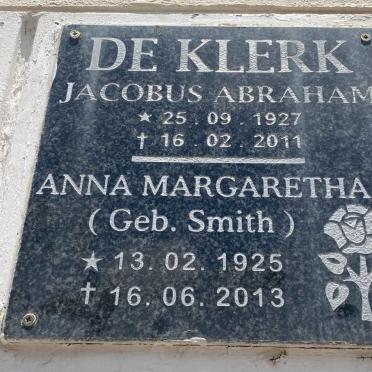 DE KLERK
JACOBUS ABRAHAM
★ 25 . 09 . 1927
† 16 . 02 . 2011
ANNA MARGARETHA
( Geb. Smith )
★ 13. 02. 1925
† 16. 06. 2013